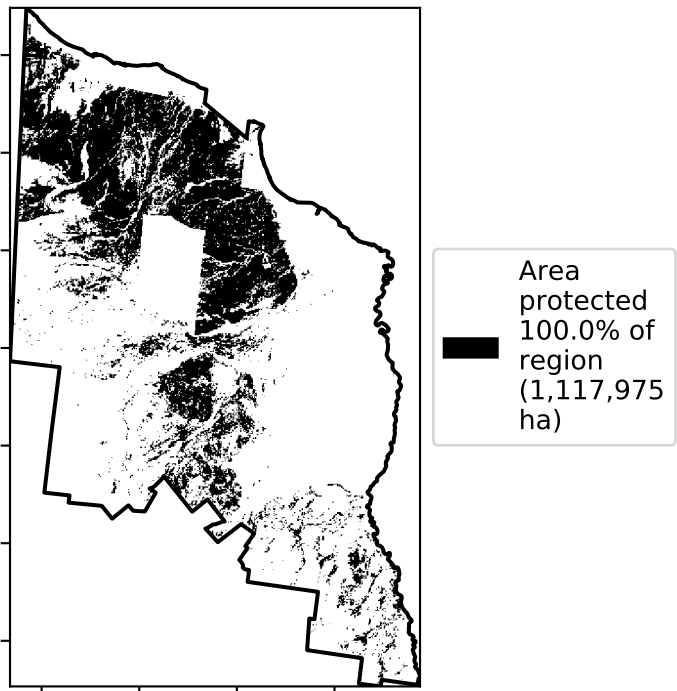 Area
protected
100.0% of
region
(1,117,975
ha)